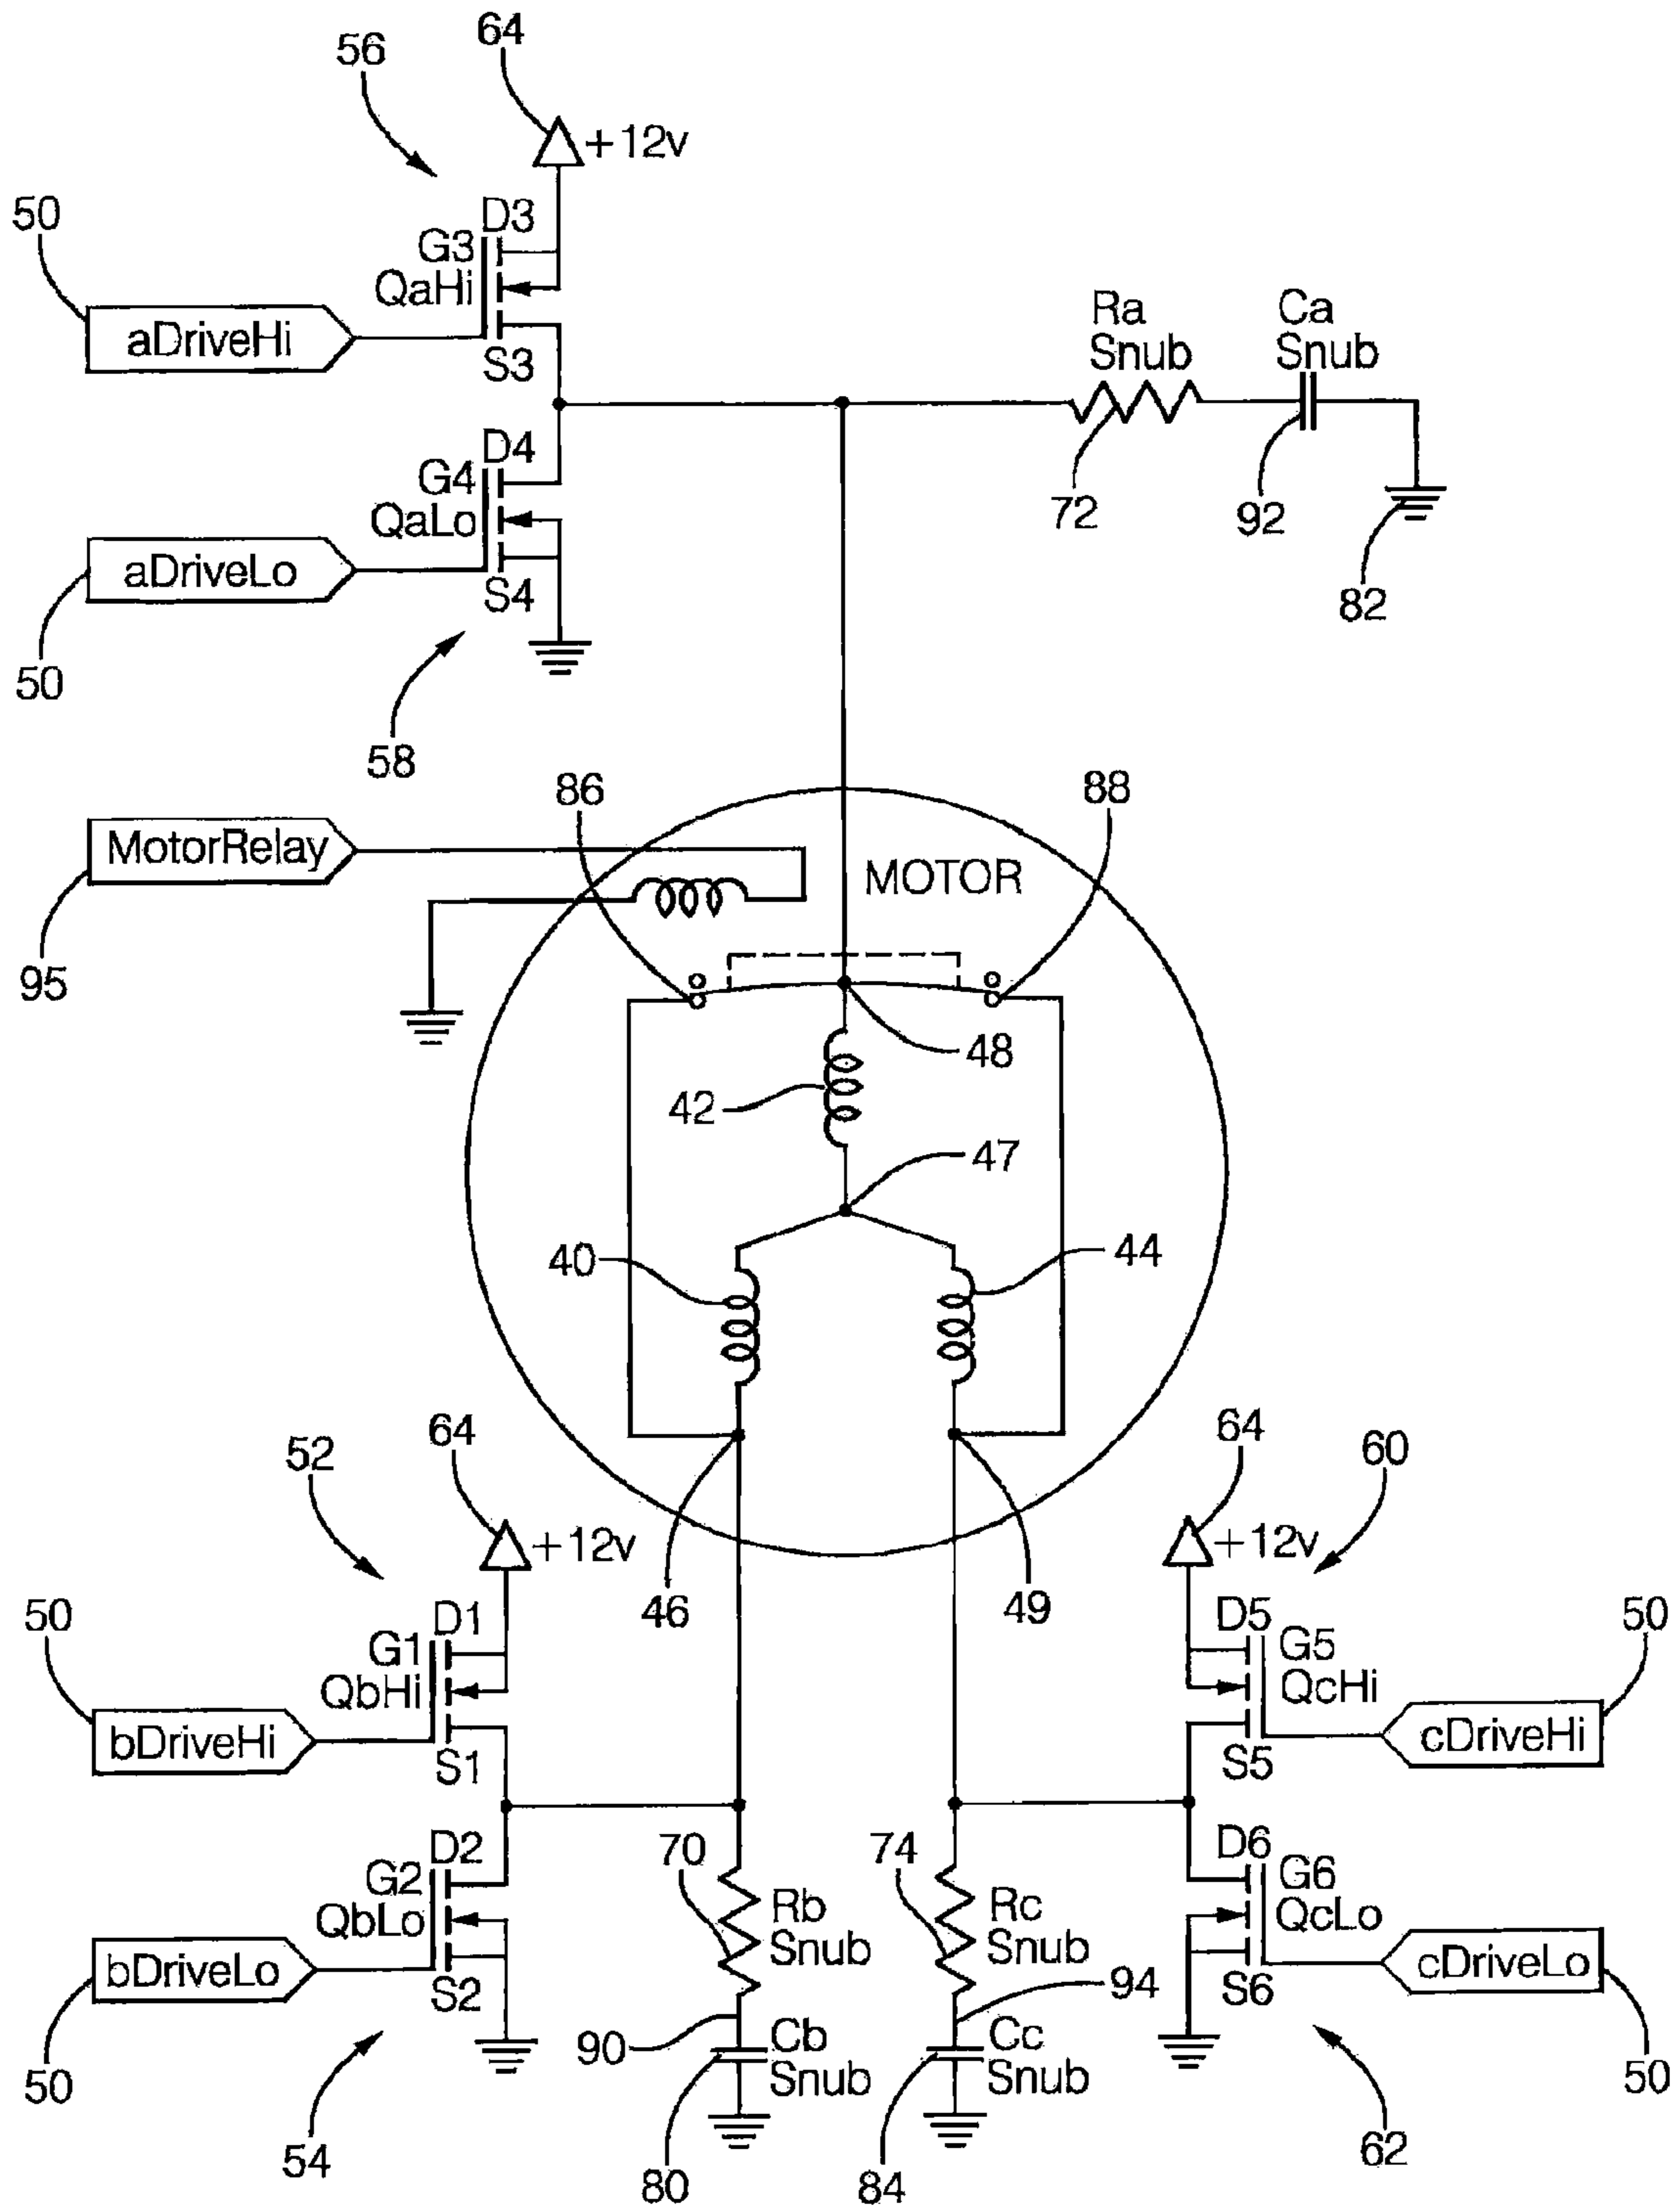 64
56
+12v
50
D3
G3
QaHi
aDriveHi
S3
Ra
Snub
Ca
Snub
D4
G4
QaLo
72
92
82
aDriveLo
S4
50
58
86
88
MotorRelay
MOTOR
95
48
42
47
40
44
64
52
64
60
+12v
+12v
46
49
50
D1
G1
QbHi
bDriveHi
S1
D5
G5
QcHi
50
cDriveHi
S5
D2
G2
QbLo
70
74
D6
G6
QcLo
Rb
Snub
Rc
Snub
bDriveLo
S2
94
S6
cDriveLo
90
Cb
Snub
Cc
Snub
50
50
54
80
84
62